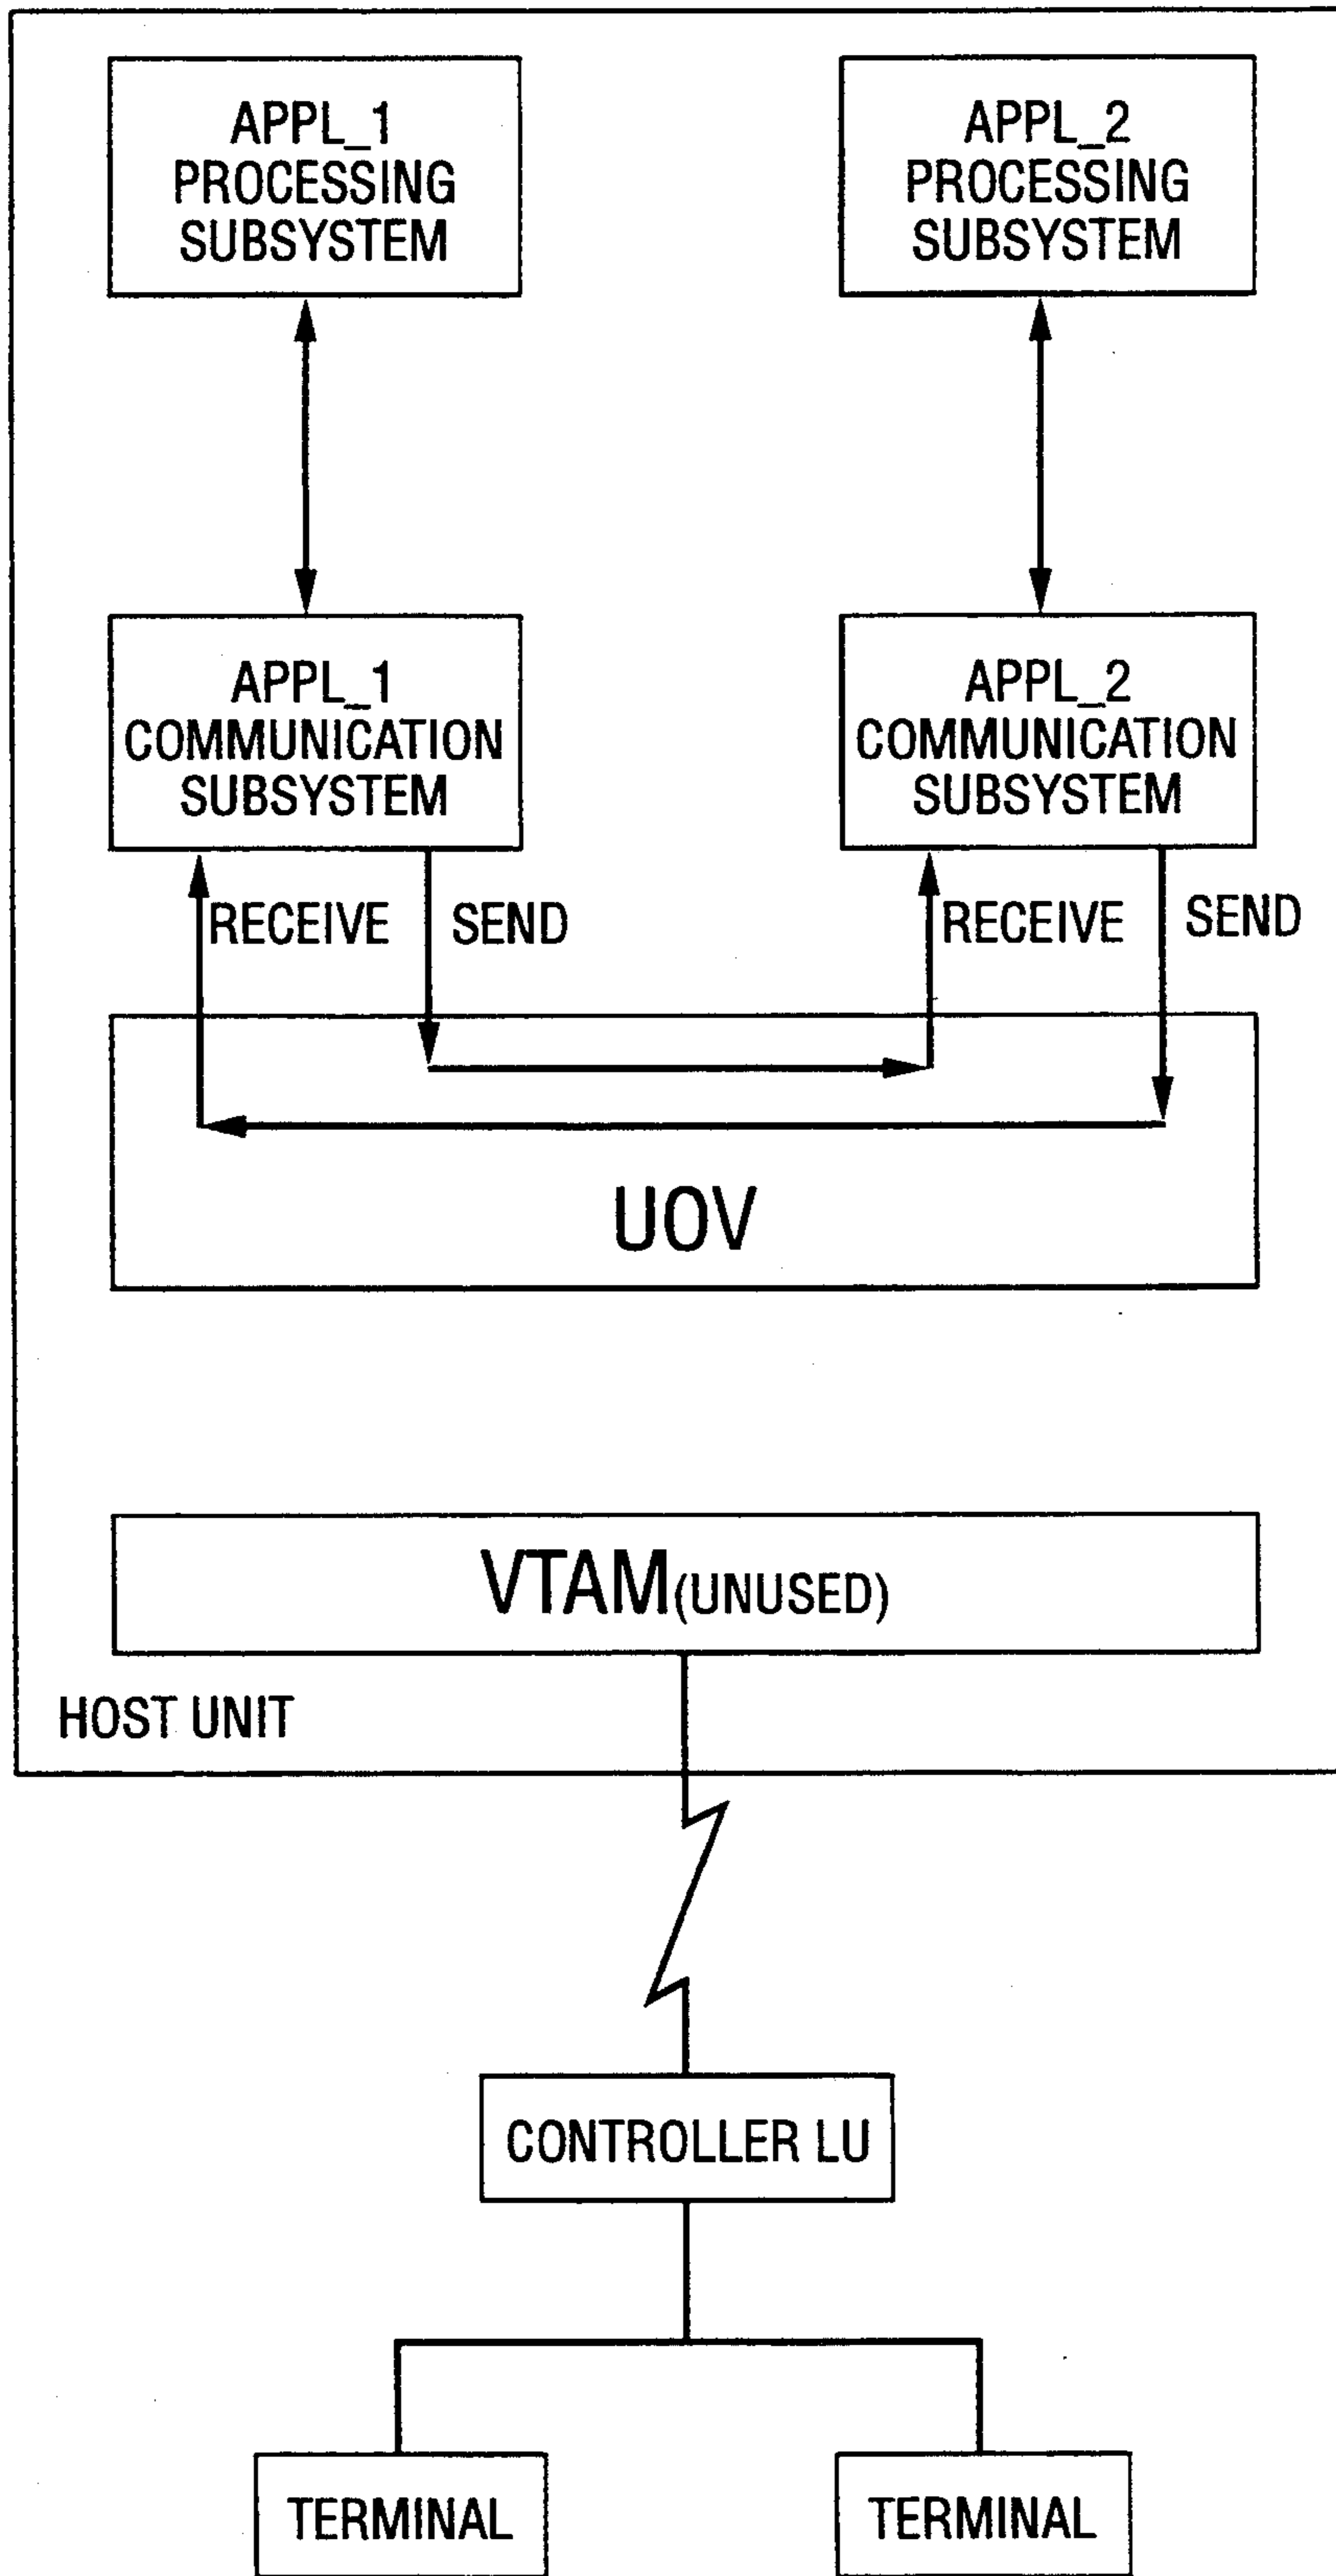 APPL_1
PROCESSING
SUBSYSTEM
APPL_2
PROCESSING
SUBSYSTEM
APPL_1
COMMUNICATION
SUBSYSTEM
APPL_2
COMMUNICATION
SUBSYSTEM
RECEIVE
SEND
RECEIVE
SEND
UOV
VTAM(UNUSED)
HOST UNIT
CONTROLLER LU
TERMINAL
TERMINAL